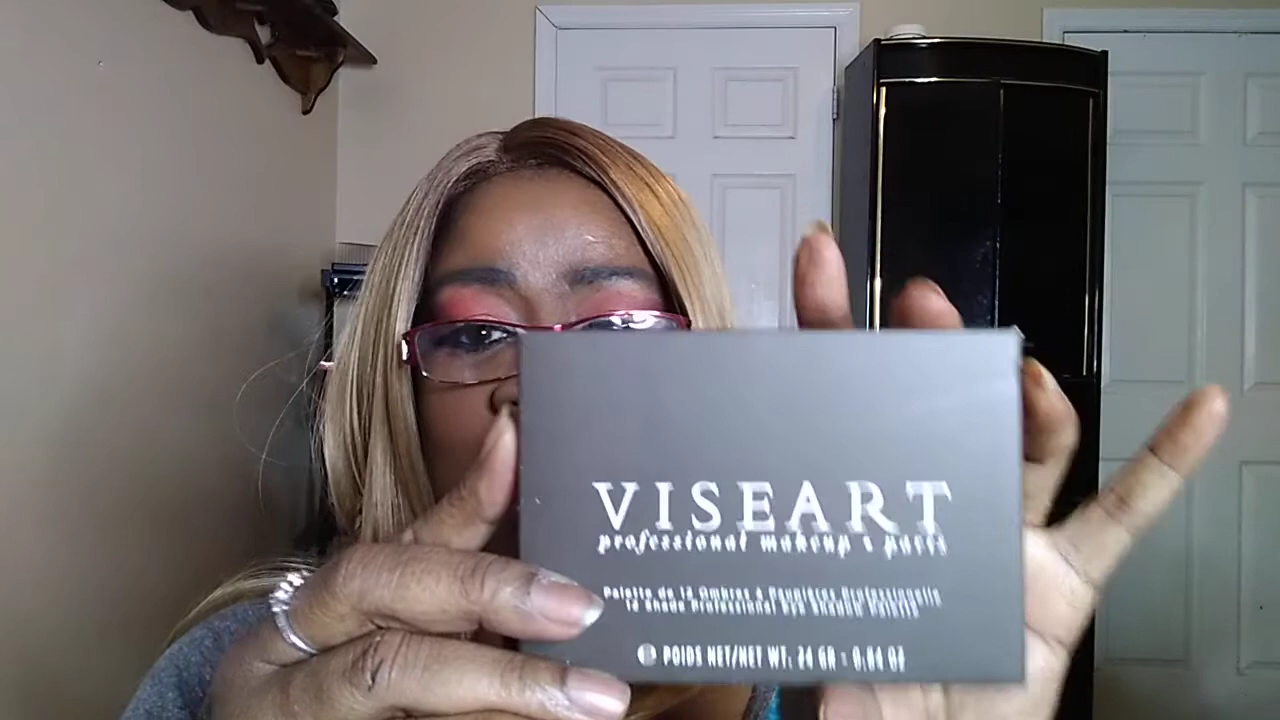 VISEART
professional makeup • paris
Palette de 12 Ombres à Paupières Professionnelle
12 Shade Professional Eye Shadow Palette
℮ POIDS NET/NET WT: 24 GR - 0.84 OZ